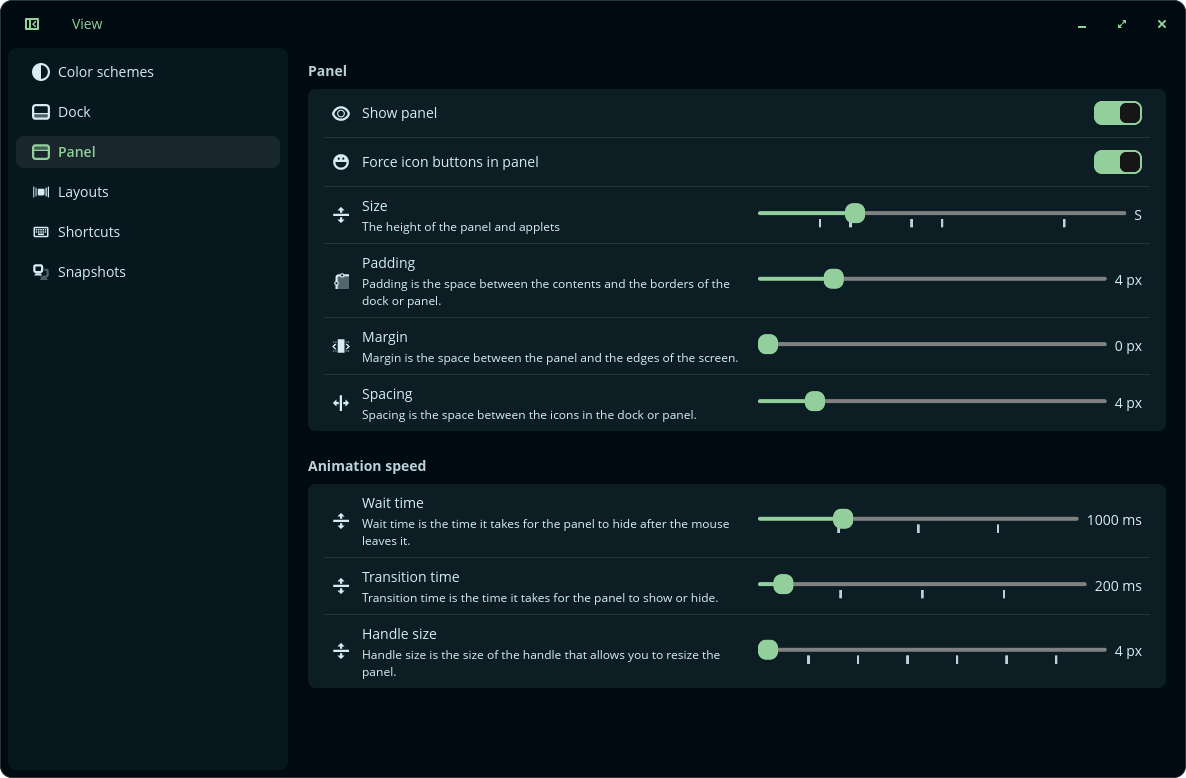 View
Color schemes
Dock
Panel
Layouts
Shortcuts
Snapshots
Panel
Show panel
Force icon buttons in panel
Size
The height of the panel and applets
S
Padding
Padding is the space between the contents and the borders of the
dock or panel.
4 px
Margin
Margin is the space between the panel and the edges of the screen.
0 px
Spacing
Spacing is the space between the icons in the dock or panel.
4 px
Animation speed
Wait time
Wait time is the time it takes for the panel to hide after the mouse
leaves it.
1000 ms
Transition time
Transition time is the time it takes for the panel to show or hide.
200 ms
Handle size
Handle size is the size of the handle that allows you to resize the
panel.
4 px